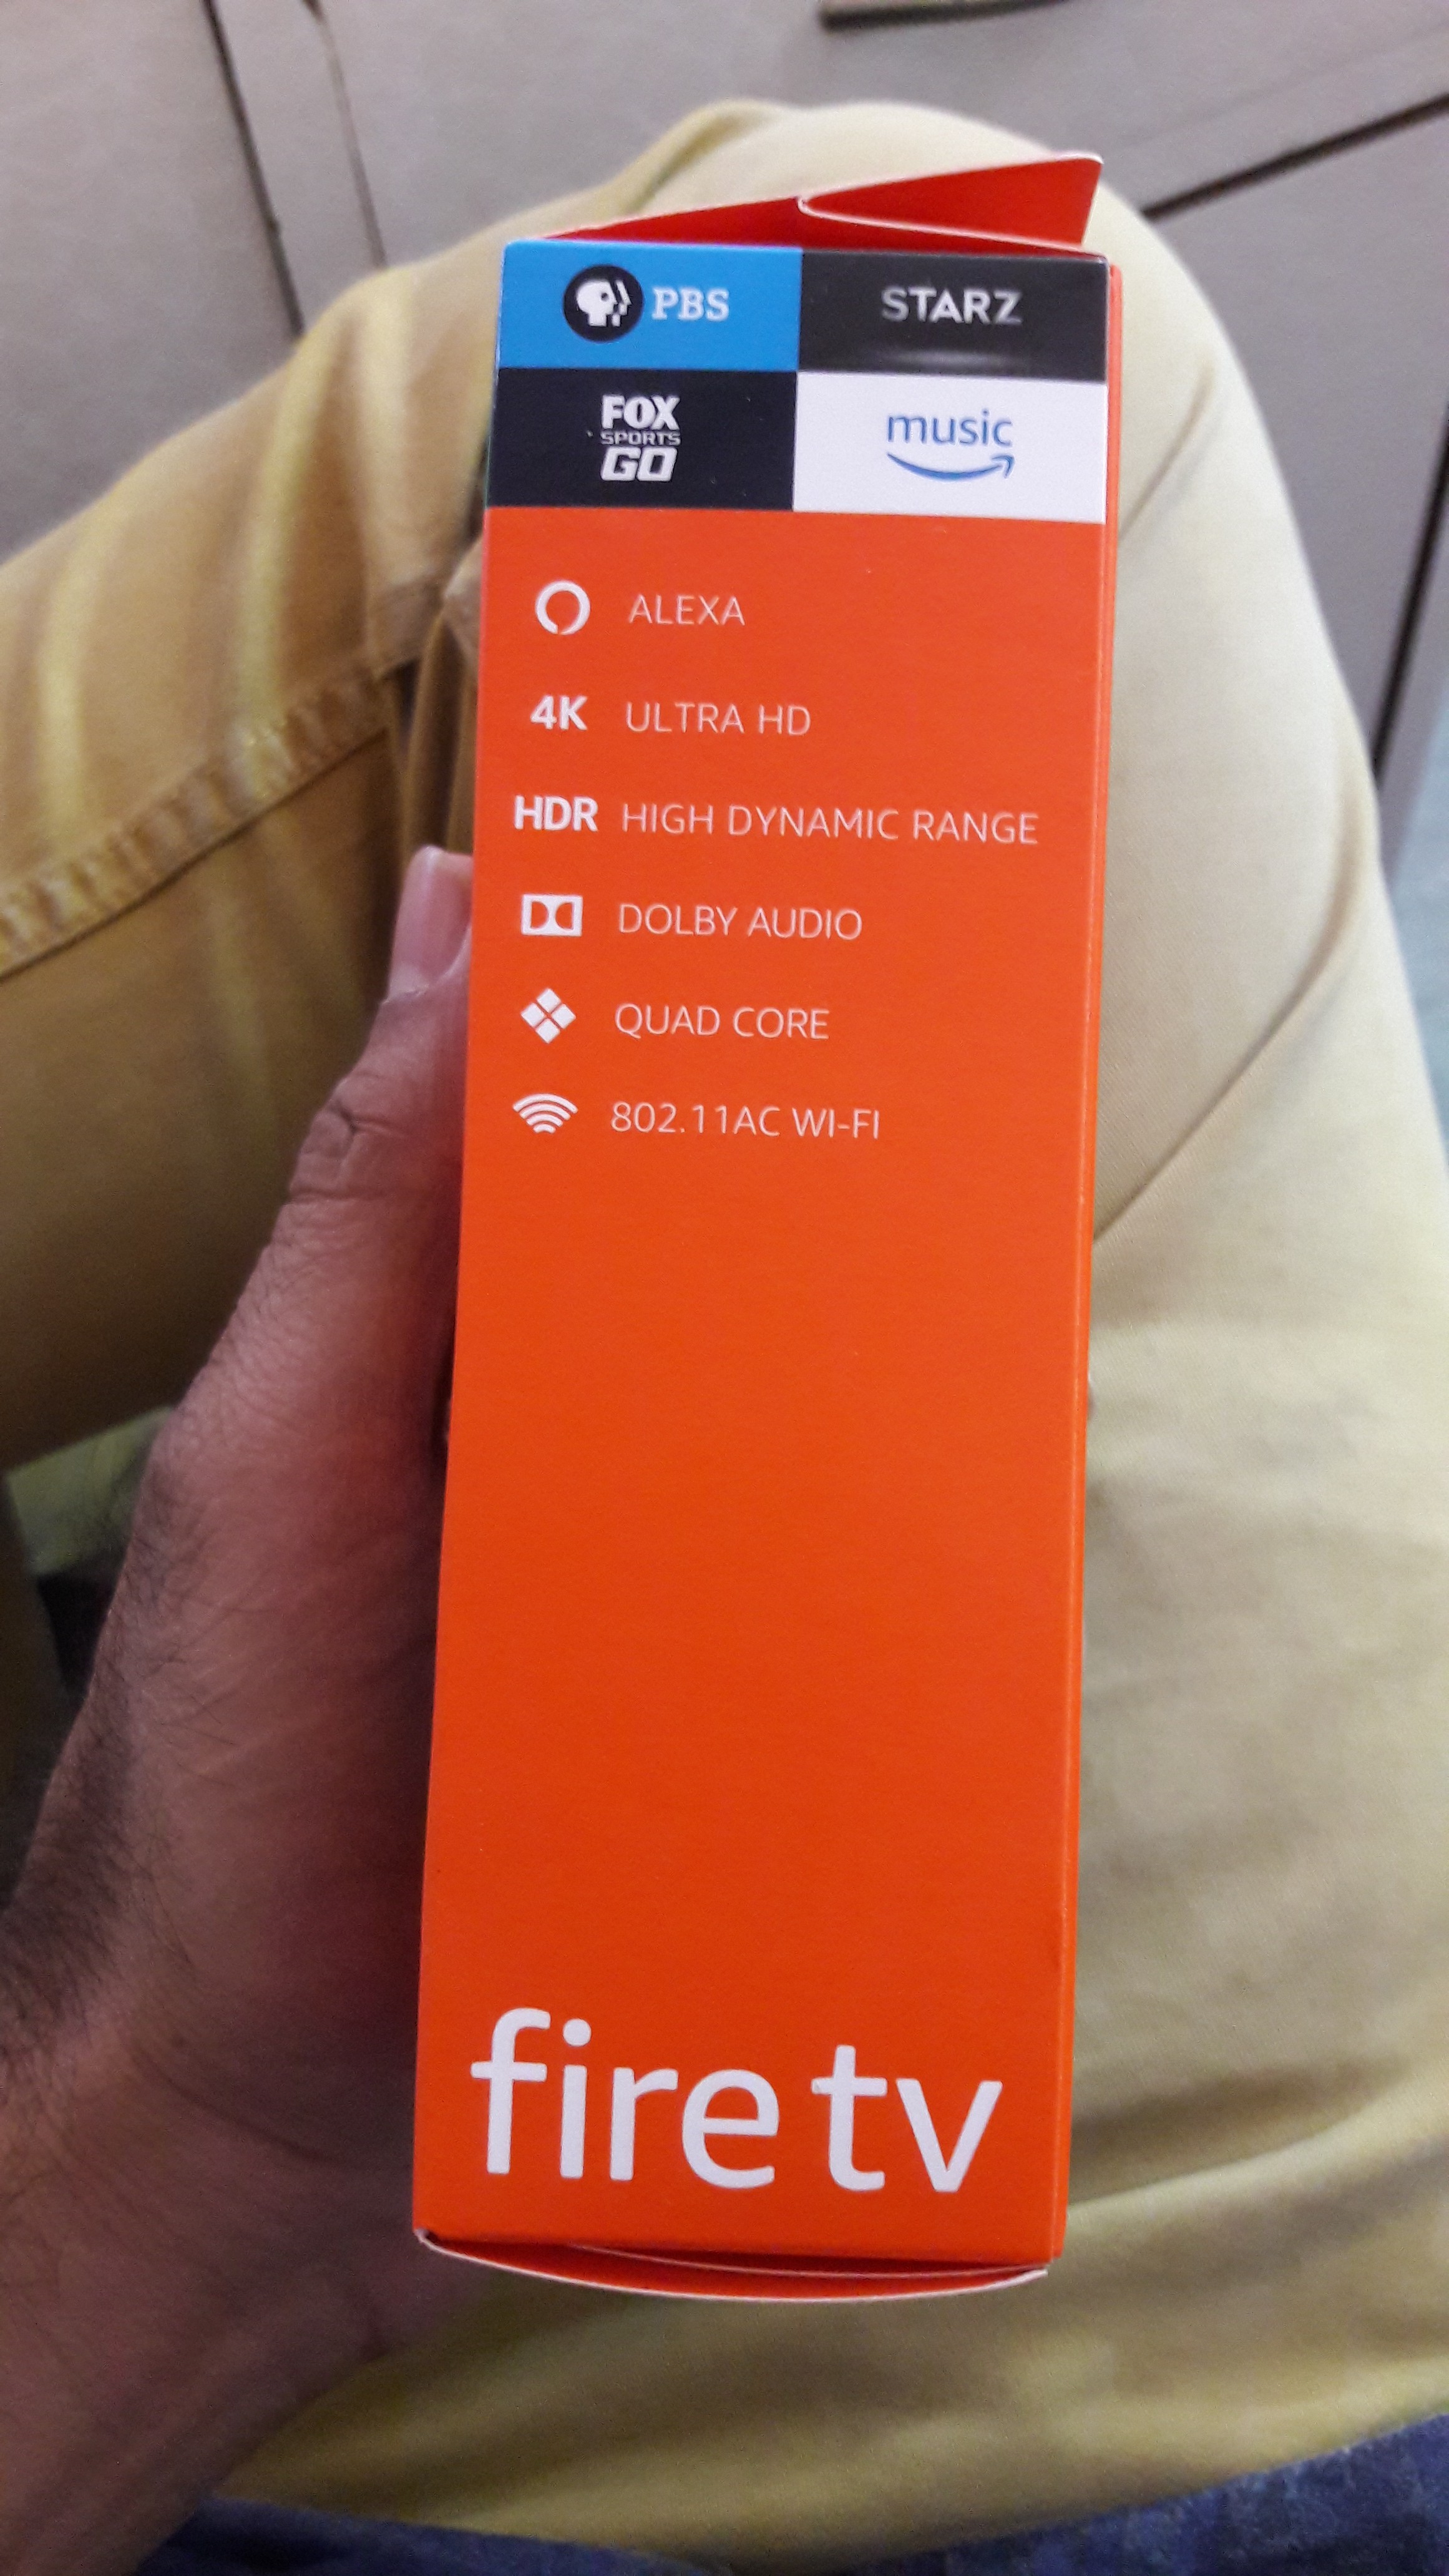 PBS
STARZ
FOX
SPORTS
GO
music
ALEXA
4K ULTRA HD
HDR HIGH DYNAMIC RANGE
DOLBY AUDIO
QUAD CORE
802.11AC WI-FI
fire tv